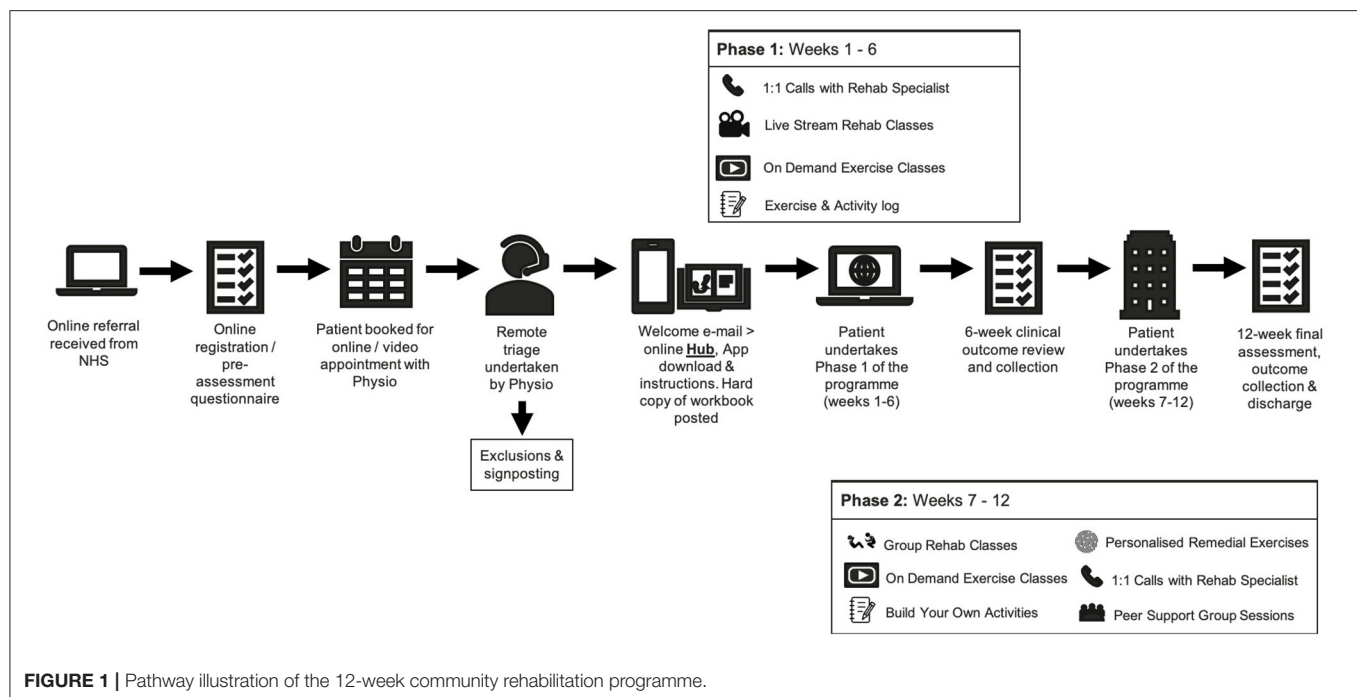 Phase 1: Weeks 1 - 6
1:1 Calls with Rehab Specialist
Live Stream Rehab Classes
On Demand Exercise Classes
Exercise & Activity log
Online referral
received from
NHS
Online
registration /
pre-
assessment
questionnaire
Patient booked for
online / video
appointment with
Physio
Remote
triage
undertaken
by Physio
Exclusions &
signposting
Welcome e-mail >
online Hub, App
download &
instructions. Hard
copy of workbook
posted
Patient
undertakes
Phase 1 of the
programme
(weeks 1-6)
6-week clinical
outcome review
and collection
Patient
undertakes
Phase 2 of the
programme
(weeks 7-12)
12-week final
assessment,
outcome
collection &
discharge
Phase 2: Weeks 7 - 12
Group Rehab Classes
Personalised Remedial Exercises
On Demand Exercise Classes
1:1 Calls with Rehab Specialist
Build Your Own Activities
Peer Support Group Sessions
FIGURE 1 | Pathway illustration of the 12-week community rehabilitation programme.